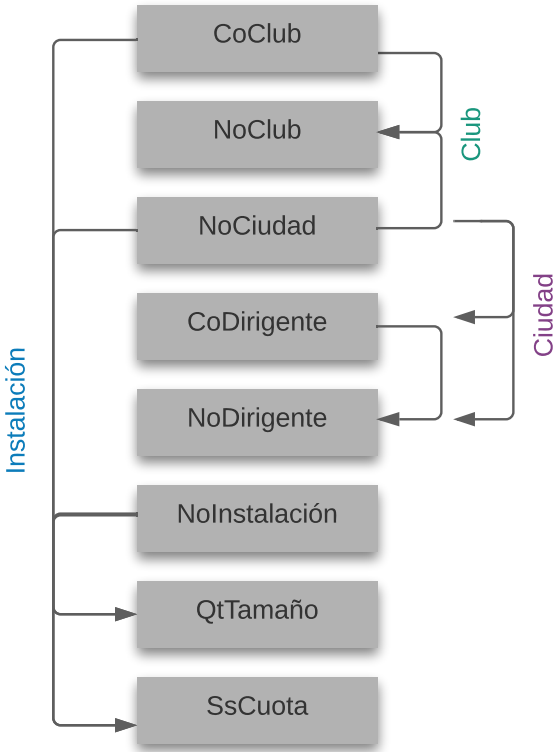 CoClub
NoClub
Club
NoCiudad
CoDirigente
Ciudad
NoDirigente
Instalación
NoInstalación
QtTamaño
SsCuota